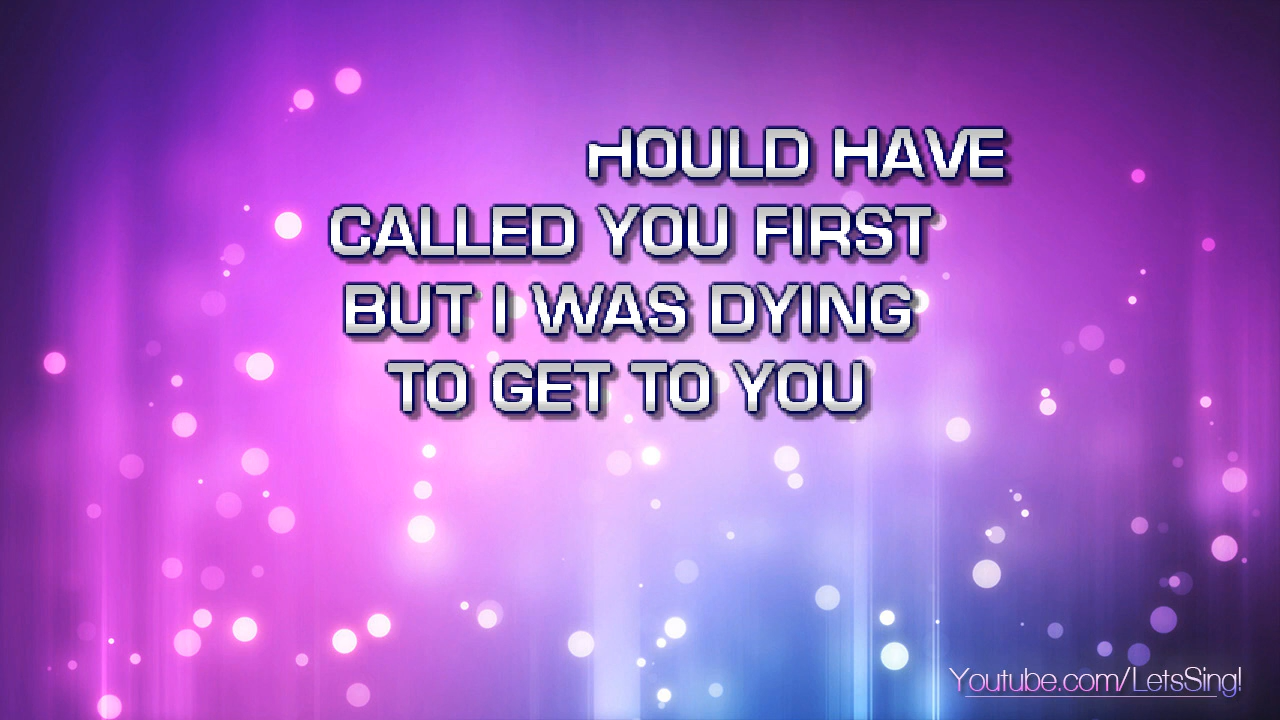 HOULD HAVE
CALLED YOU FIRST
BUT I WAS DYING
TO GET TO YOU
Youtube.com/LetsSing!